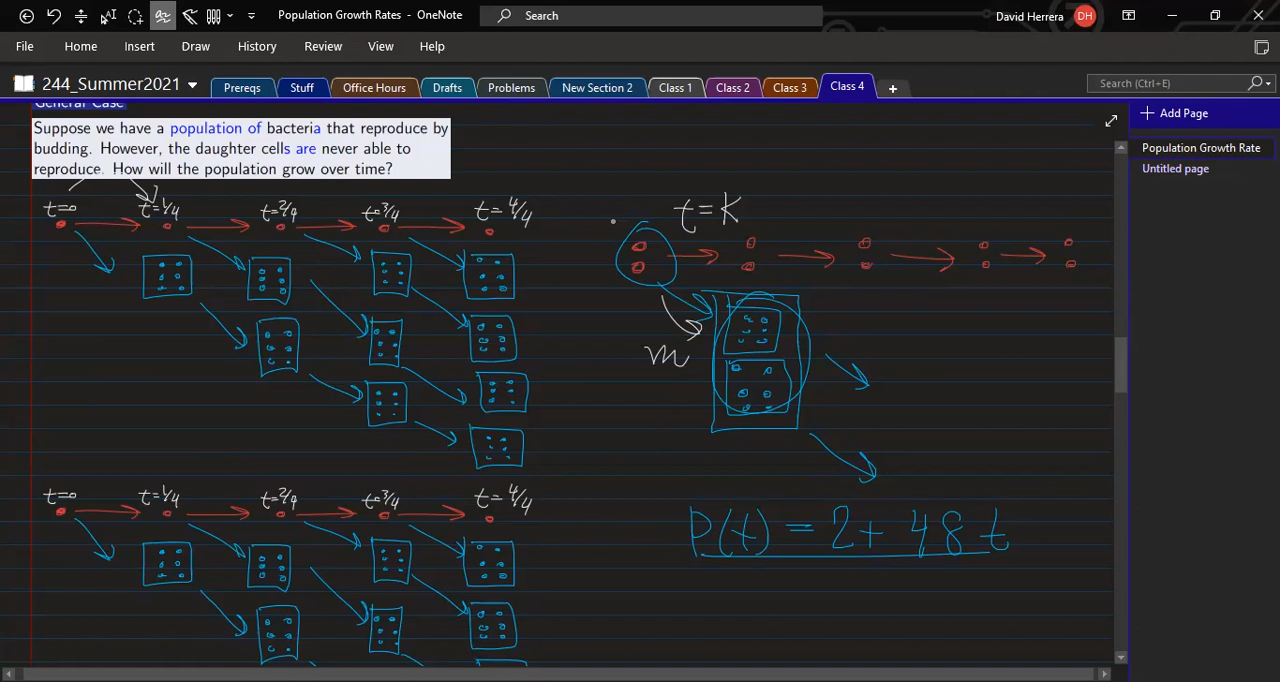 Population Growth Rates - OneNote
Search
David Herrera DH
File Home Insert Draw History Review View Help
244_Summer2021
Prereqs Stuff Office Hours Drafts Problems New Section 2 Class 1 Class 2 Class 3 Class 4
Search (Ctrl+E)
Add Page
Population Growth Rate
Untitled page
General Case
Suppose we have a population of bacteria that reproduce by
budding. However, the daughter cells are never able to
reproduce. How will the population grow over time?
t=0 t=1/4 t=2/4 t=3/4 t=4/4
t=k
m
P(t) = 2 + 48 t
t=0 t=1/4 t=2/4 t=3/4 t=4/4